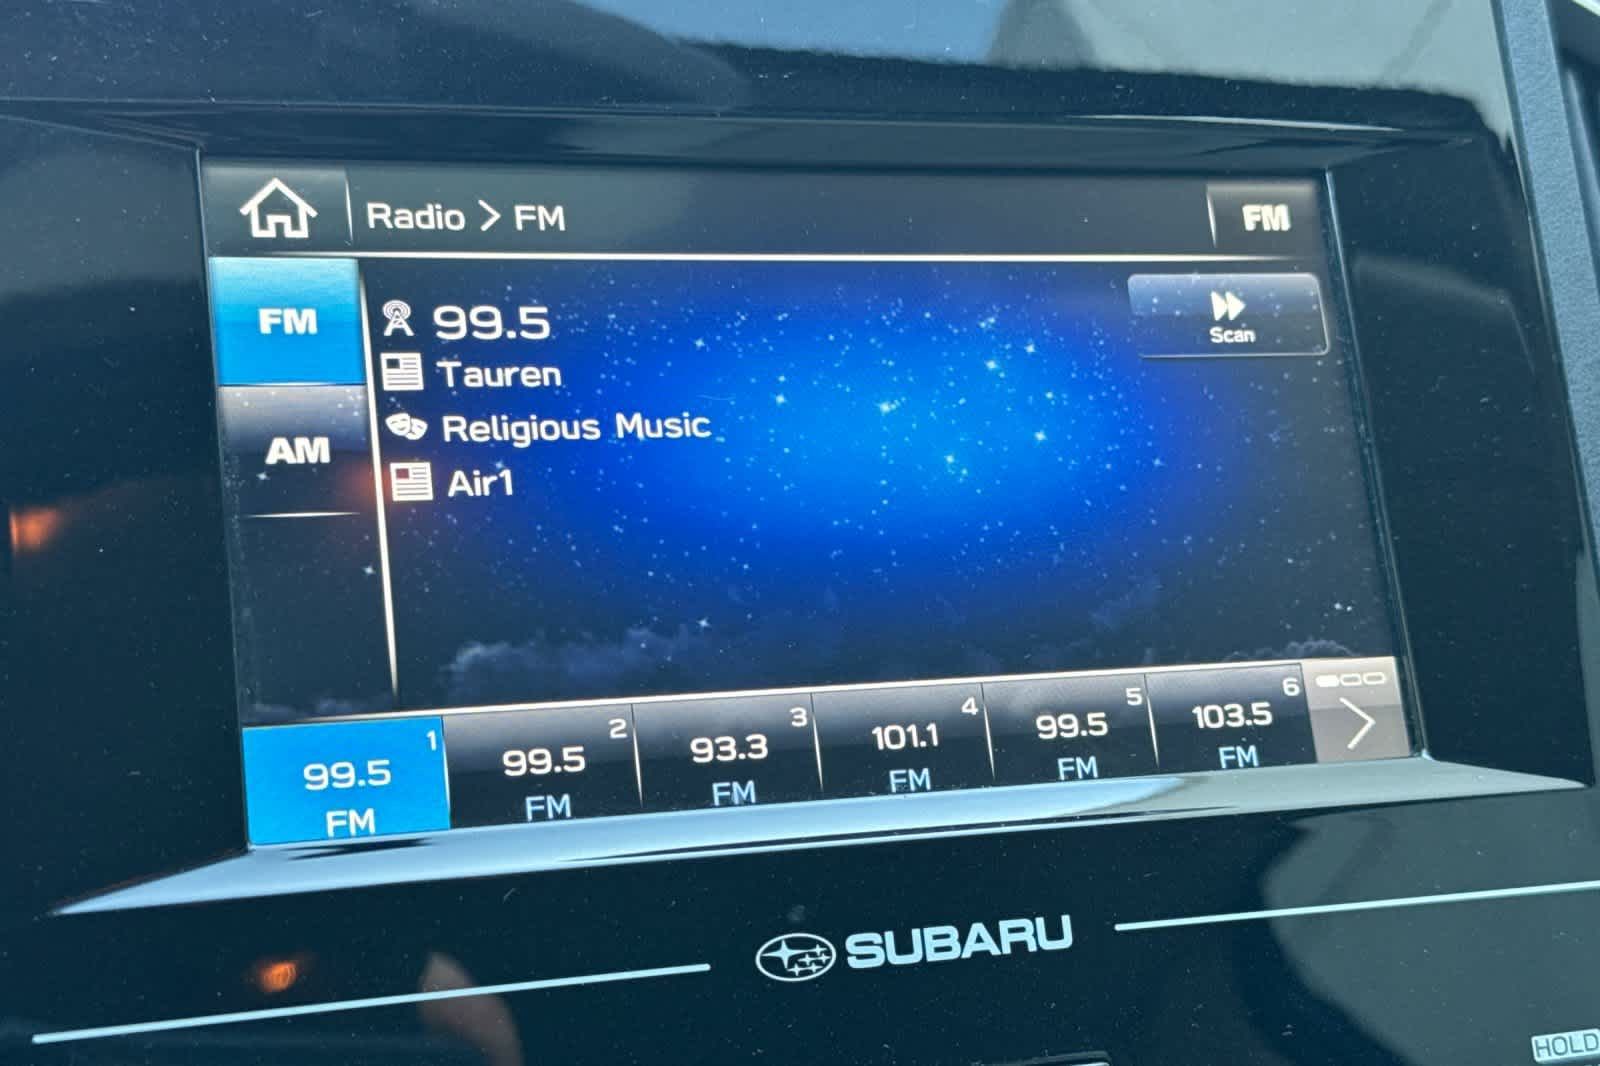 Radio > FM
FM
FM
99.5
Scan
Tauren
Religious Music
AM
Air1
1
99.5
FM
2
99.5
FM
3
93.3
FM
4
101.1
FM
5
99.5
FM
6
103.5
FM
SUBARU
HOLD